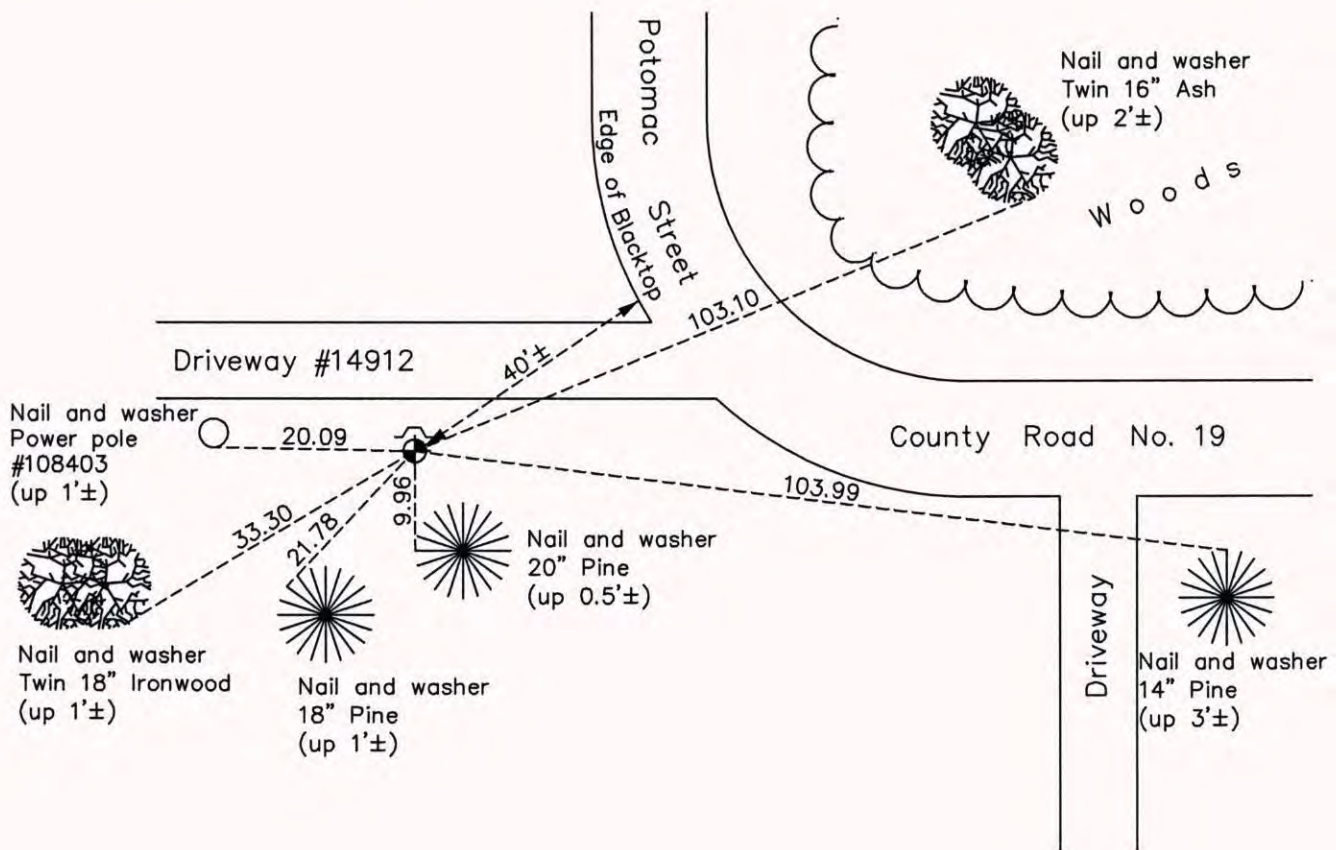 Potomac
Street
Edge of Blacktop
Nail and washer
Twin 16" Ash
(up 2'±)
Woods
103.10
40'±
Driveway #14912
Nail and washer
Power pole
#108403
(up 1'±)
20.09
County Road No. 19
103.99
33.30
21.78
9.96
Nail and washer
20" Pine
(up 0.5'±)
Nail and washer
Twin 18" Ironwood
(up 1'±)
Nail and washer
18" Pine
(up 1'±)
Driveway
Nail and washer
14" Pine
(up 3'±)